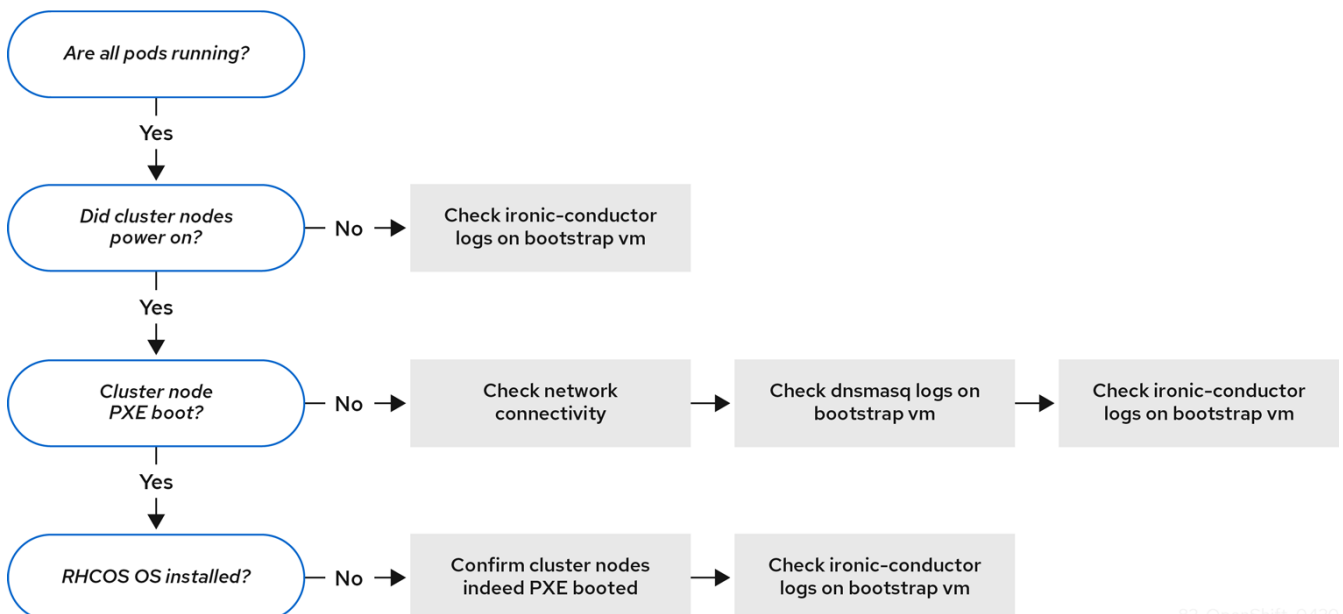 Are all pods running?
Yes
Did cluster nodes
power on?
No
Check ironic-conductor
logs on bootstrap vm
Yes
Cluster node
PXE boot?
No
Check network
connectivity
Check dnsmasq logs on
bootstrap vm
Check ironic-conductor
logs on bootstrap vm
Yes
RHCOS OS installed?
No
Confirm cluster nodes
indeed PXE booted
Check ironic-conductor
logs on bootstrap vm